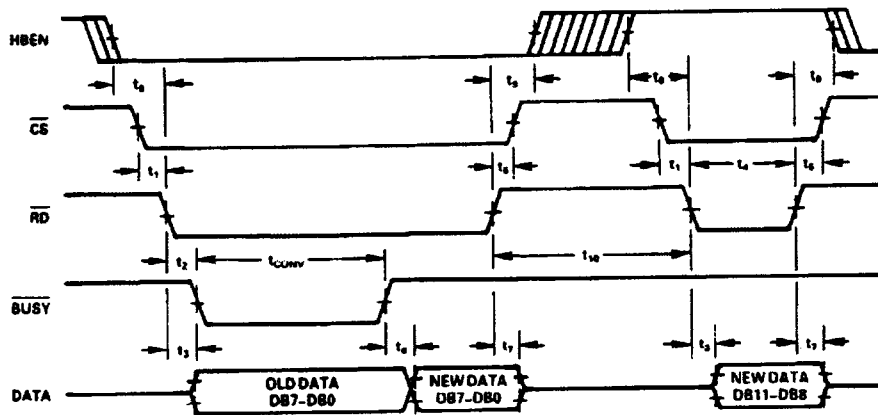 HBEN
t₈ t₉ t₈ t₉
CS
t₁ t₅ t₁ t₄ t₅
RD
t₂ tCONV t₁₀
BUSY
t₃ t₆ t₇ t₃ t₇
DATA
OLD DATA
DB7–DB0
NEW DATA
DB7–DB0
NEW DATA
DB11–DB8